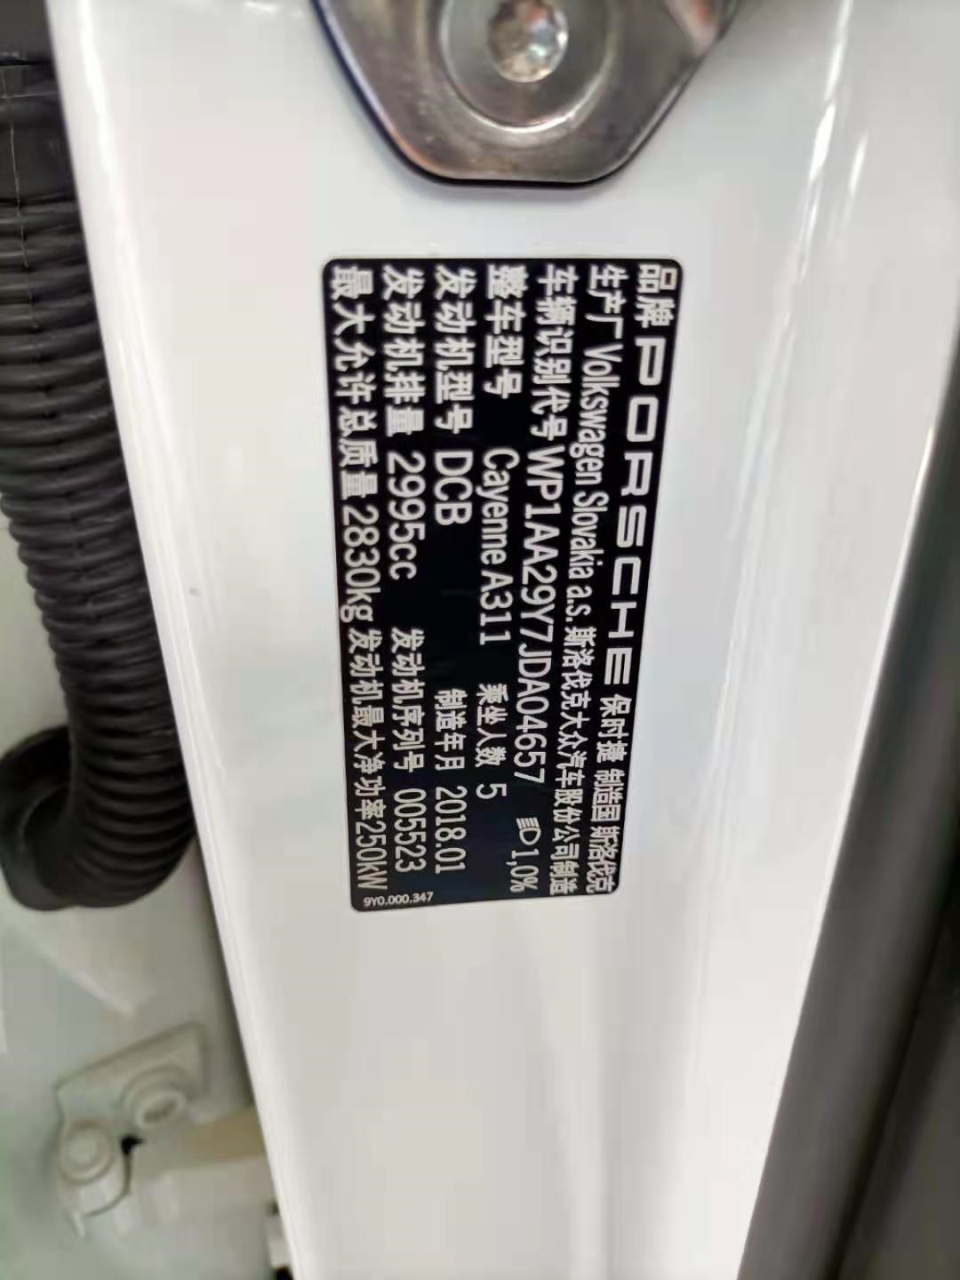 品牌 PORSCHE 保时捷 制造国 斯洛伐克
生产厂 Volkswagen Slovakia a.s. 斯洛伐克大众汽车股份公司制造
车辆识别代号 WP1AA29Y7JDA04657 1,0%
整车型号 Cayenne A311 乘坐人数 5
发动机型号 DCB 制造年月 2018.01
发动机排量 2995cc 发动机序列号 005523
最大允许总质量 2830kg 发动机最大净功率250kW
9Y0.000.347